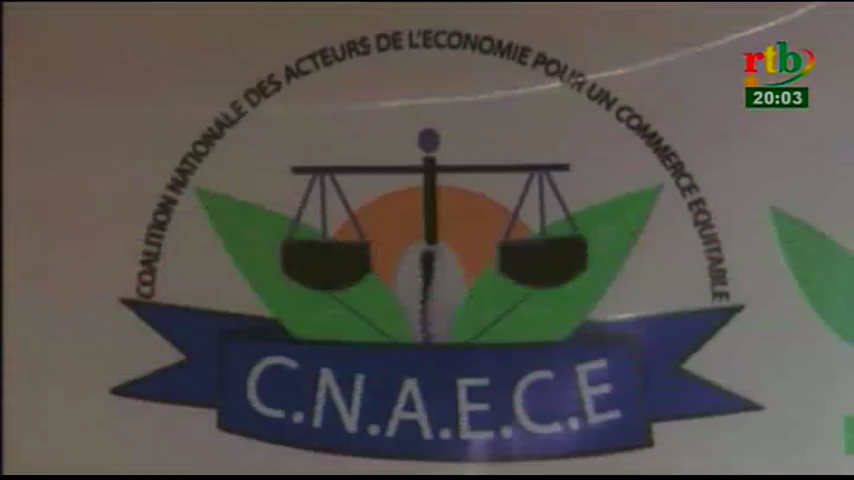 COALITION NATIONALE DES ACTEURS DE L'ECONOMIE POUR UN COMMERCE EQUITABLE
rtb
20:03
C.N.A.E.C.E